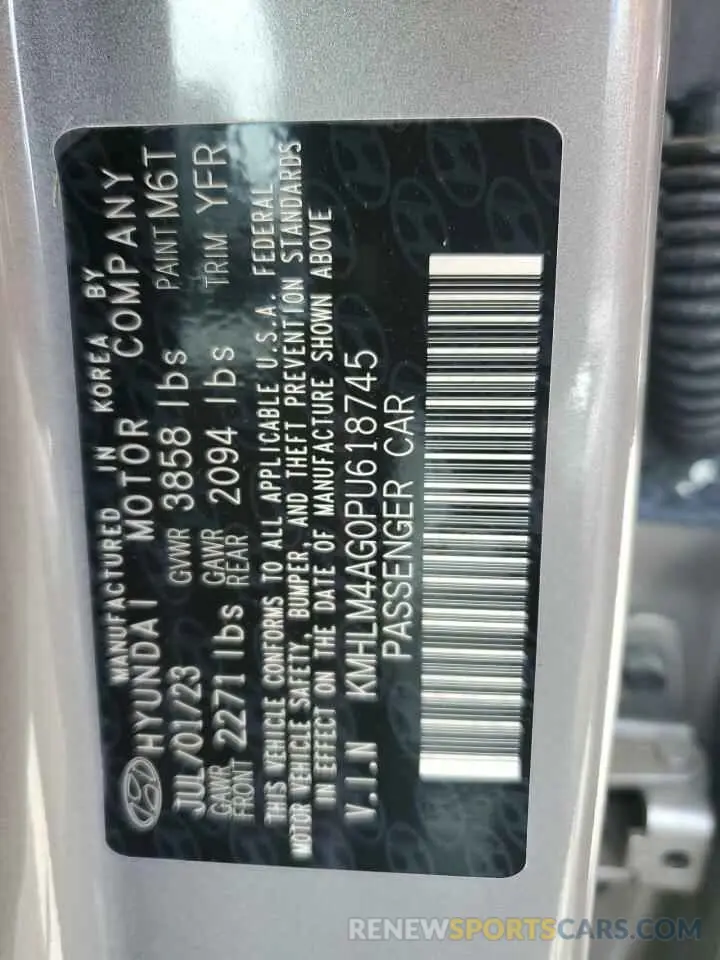 MANUFACTURED IN KOREA BY
HYUNDAI MOTOR COMPANY
JUL/01/23 GVWR 3858 lbs PAINT M6T
GAWR FRONT 2271 lbs GAWR REAR 2094 lbs TRIM YFR
THIS VEHICLE CONFORMS TO ALL APPLICABLE U.S.A. FEDERAL
MOTOR VEHICLE SAFETY, BUMPER, AND THEFT PREVENTION STANDARDS
IN EFFECT ON THE DATE OF MANUFACTURE SHOWN ABOVE
V.I.N KMHLM4AG0PU618745
PASSENGER CAR
RENEWSPORTSCARS.COM